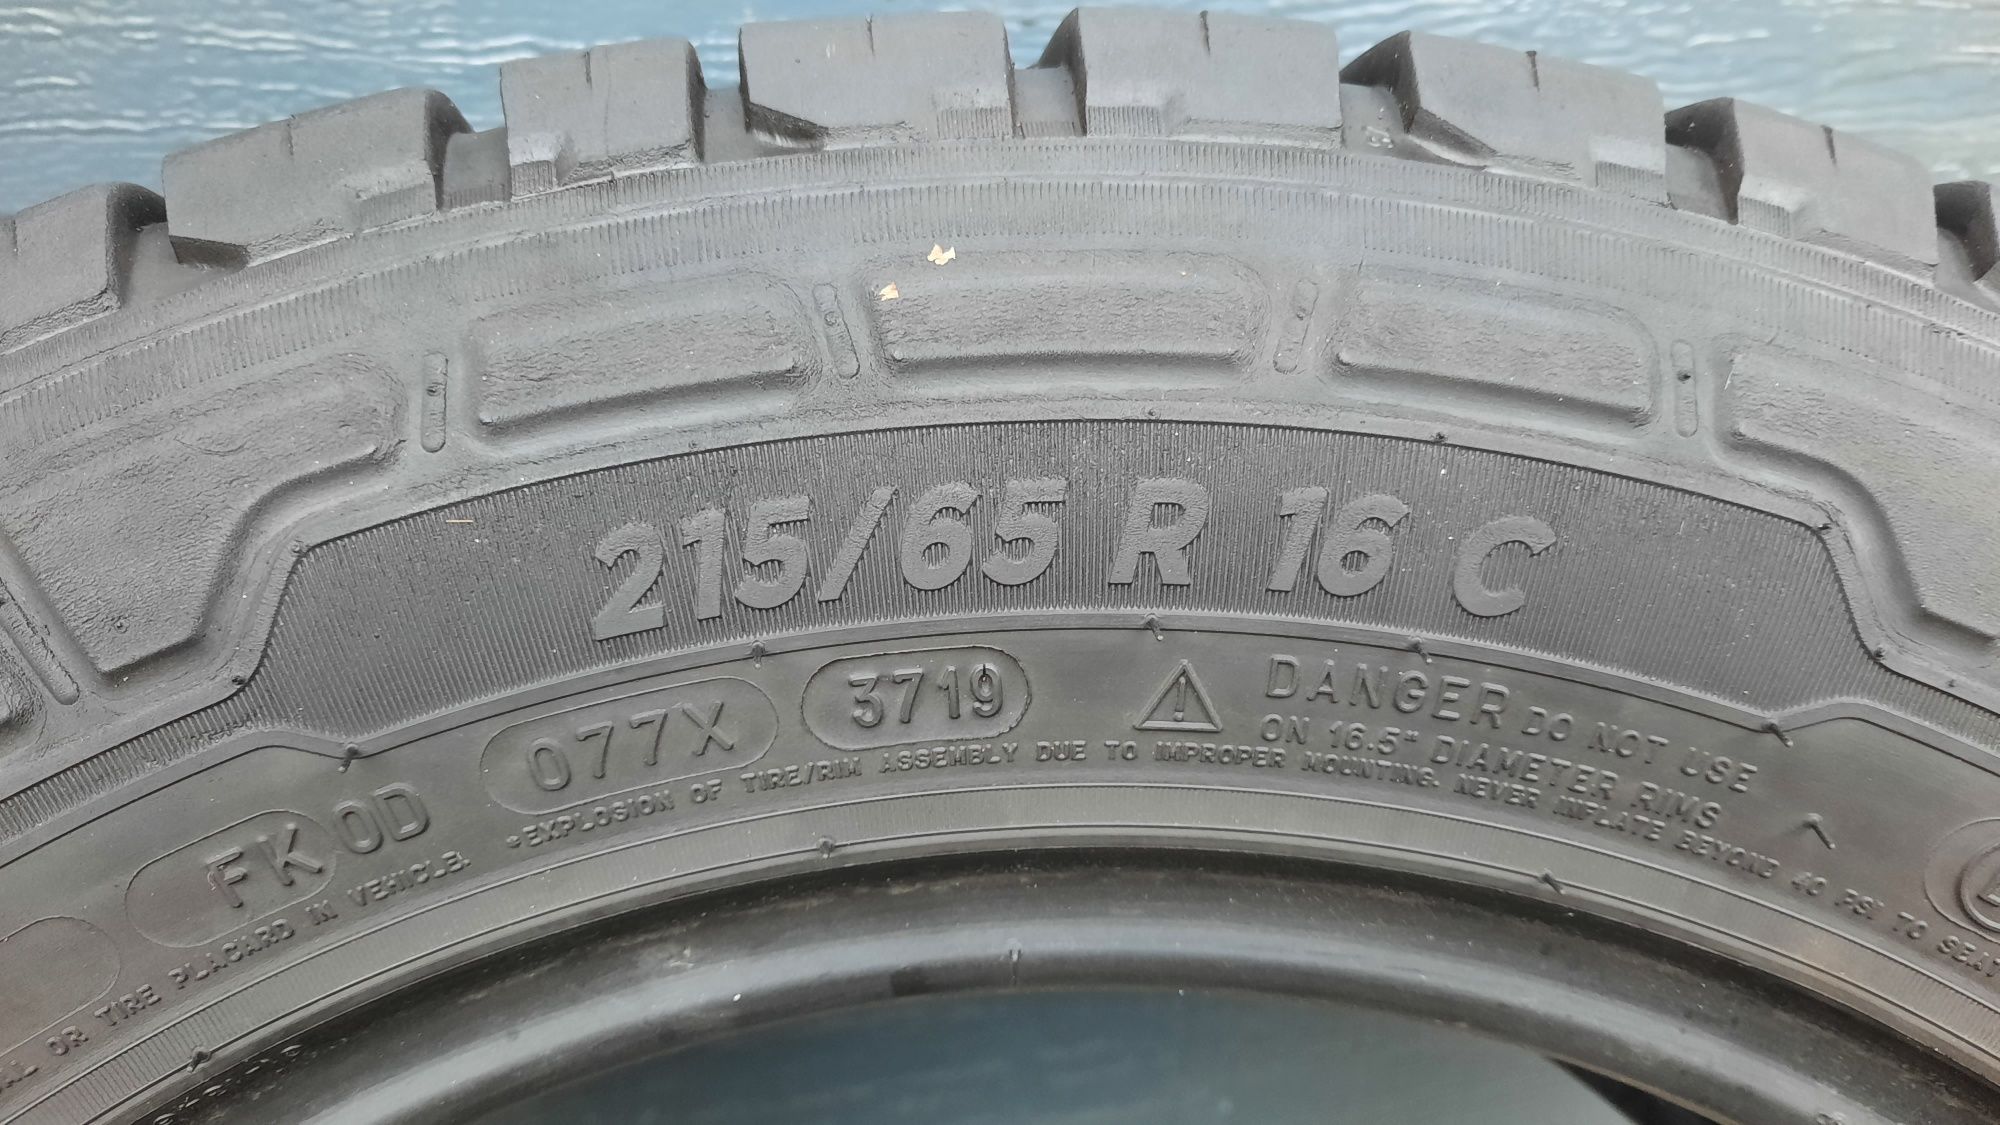 215/65 R 16 C
FK 0D 077X 3719 DANGER DO NOT USE
ON 16.5" DIAMETER RIMS
OR TIRE PLACARD IN VEHICLE. *EXPLOSION OF TIRE/RIM ASSEMBLY DUE TO IMPROPER MOUNTING. NEVER INFLATE BEYOND 40 PSI TO SEAT